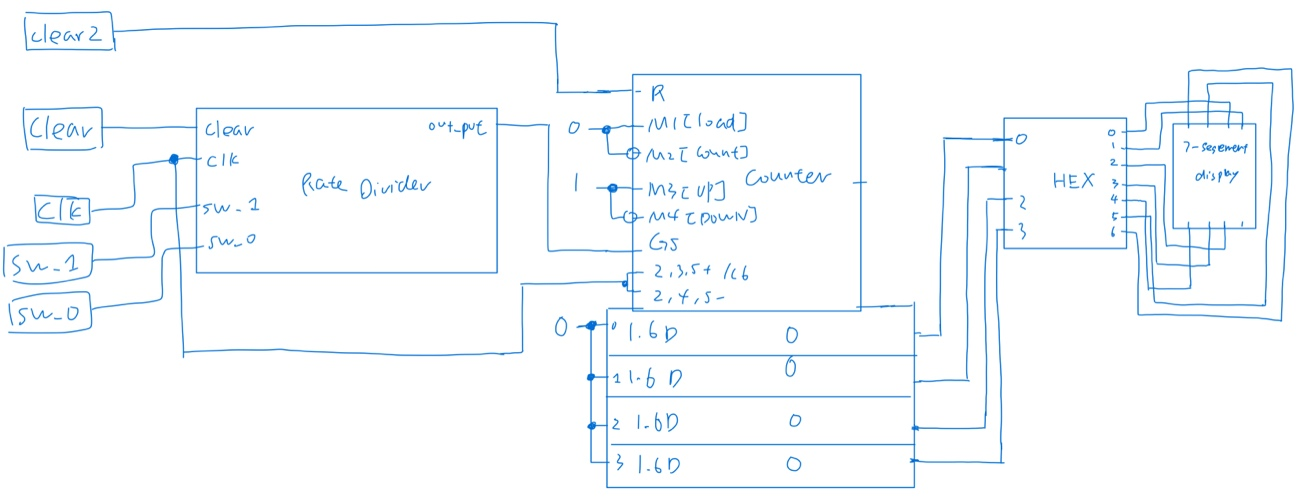 clear2
Clear
Clk
SW_1
SW_0
clear
clk
SW_1
SW_0
out_put
Rate Divider
R
0
M1[load]
M2[Count]
1
M3[UP]
M4[DOWN]
G5
2,3,5+ /C6
2,4,5-
Counter
0
0 1.6D 0
1 1.6D 0
2 1.6D 0
3 1.6D 0
0
2
3
HEX
0
1
2
3
4
5
6
7-segement
display